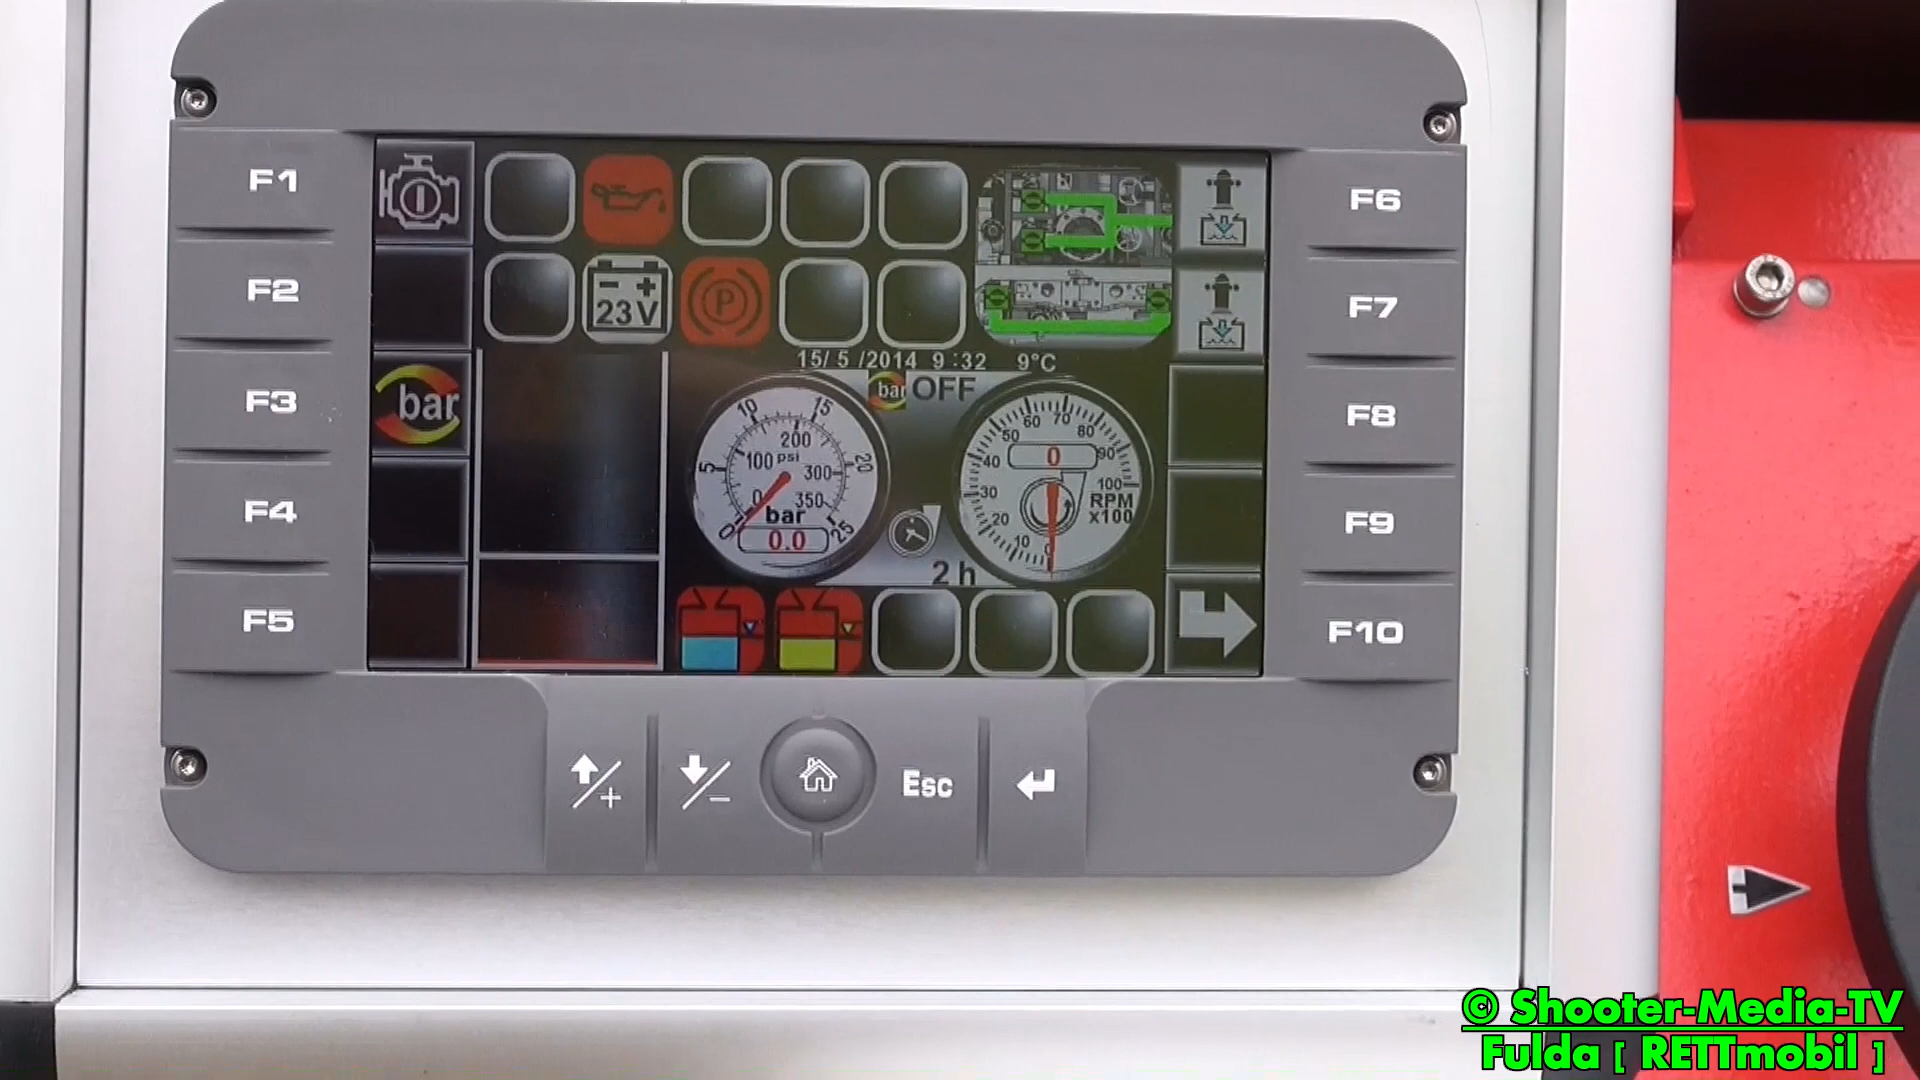 F1
F2
F3
F4
F5
F6
F7
F8
F9
F10
- +
23V
P
15/ 5 /2014 9:32 9°C
bar
bar OFF
0 5 10 15 20 25
0 100 200 300 350
psi
bar
0.0
0 10 20 30 40 50 60 70 80 90 100
0
RPM
x100
2 h
+
-
Esc
© Shooter-Media-TV
Fulda [ RETTmobil ]